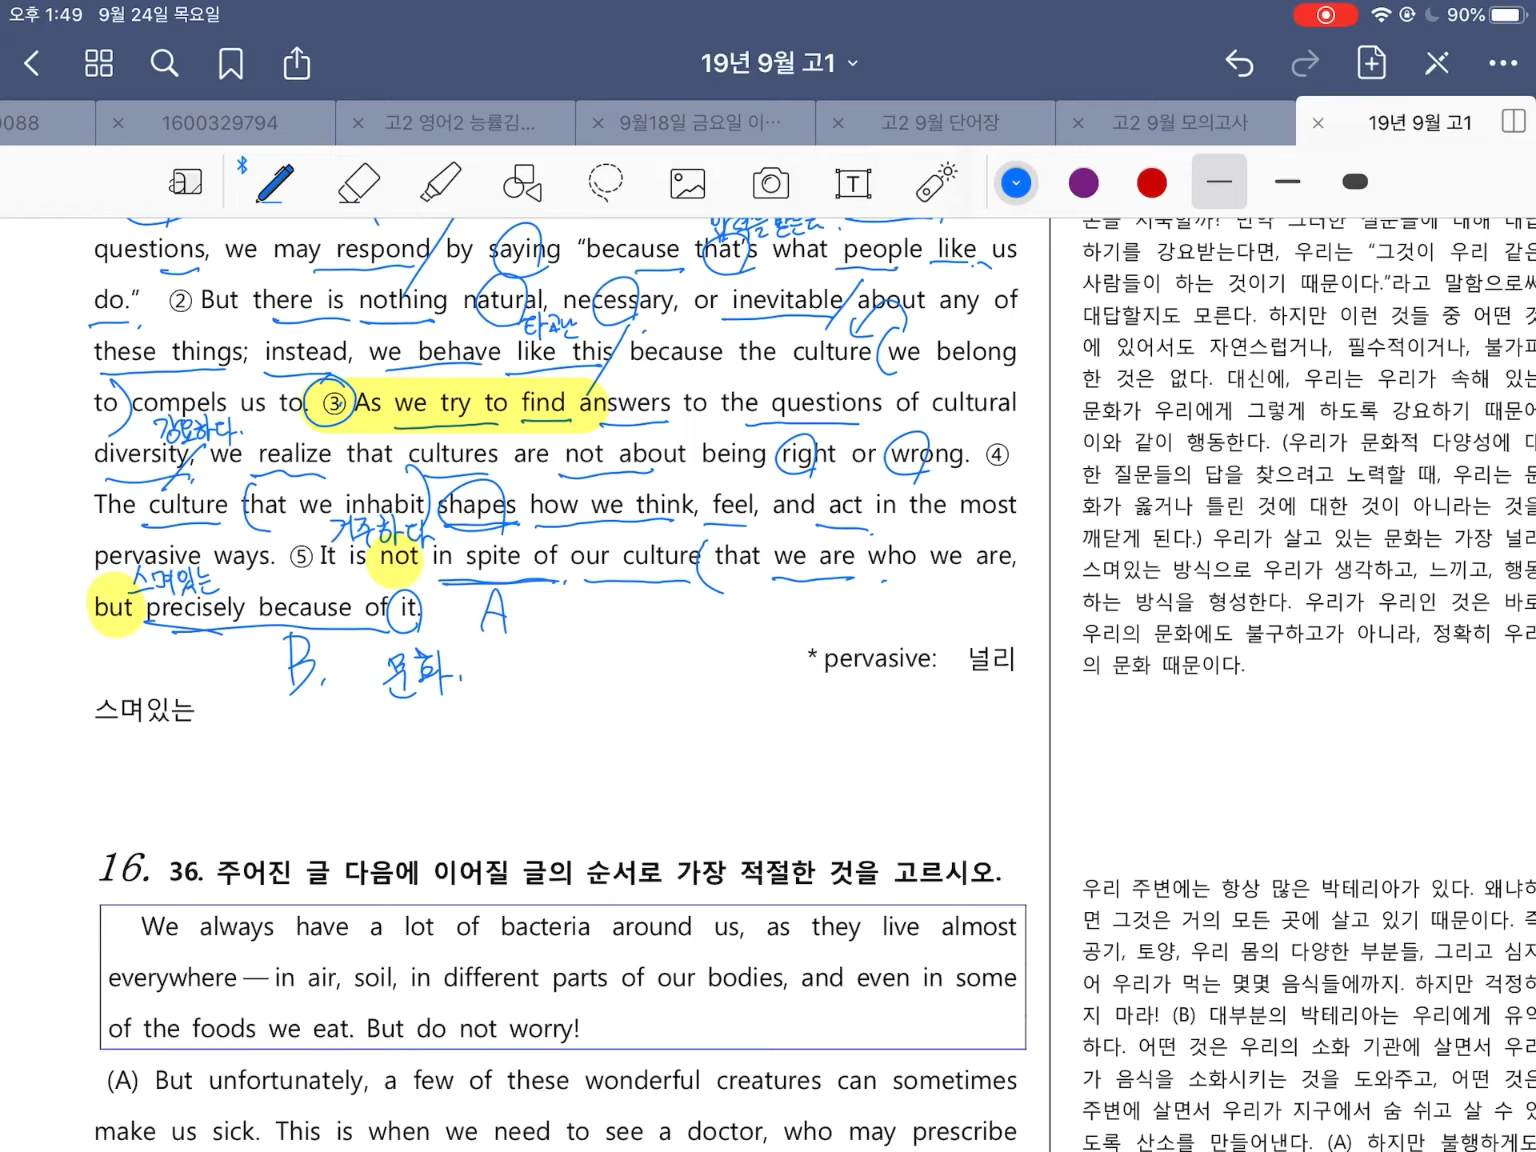 오후 1:49 9월 24일 목요일
90%
19년 9월 고1
0088
1600329794
고2 영어2 능률김...
9월18일 금요일 이...
고2 9월 단어장
고2 9월 모의고사
19년 9월 고1
questions, we may respond by saying “because that’s what people like us
do.” ② But there is nothing natural, necessary, or inevitable about any of
타고난
these things; instead, we behave like this because the culture we belong
to compels us to. ③ As we try to find answers to the questions of cultural
강요하다.
diversity, we realize that cultures are not about being right or wrong. ④
The culture that we inhabit shapes how we think, feel, and act in the most
거주하다
pervasive ways. ⑤ It is not in spite of our culture that we are who we are,
스며있는
but precisely because of it.
A
B.
문화.
* pervasive: 널리
스며있는
16. 36. 주어진 글 다음에 이어질 글의 순서로 가장 적절한 것을 고르시오.
We always have a lot of bacteria around us, as they live almost
everywhere — in air, soil, in different parts of our bodies, and even in some
of the foods we eat. But do not worry!
(A) But unfortunately, a few of these wonderful creatures can sometimes
make us sick. This is when we need to see a doctor, who may prescribe
하기를 강요받는다면, 우리는 “그것이 우리 같은
사람들이 하는 것이기 때문이다.”라고 말함으로써
대답할지도 모른다. 하지만 이런 것들 중 어떤 것
에 있어서도 자연스럽거나, 필수적이거나, 불가피
한 것은 없다. 대신에, 우리는 우리가 속해 있는
문화가 우리에게 그렇게 하도록 강요하기 때문에
이와 같이 행동한다. (우리가 문화적 다양성에 대
한 질문들의 답을 찾으려고 노력할 때, 우리는 문
화가 옳거나 틀린 것에 대한 것이 아니라는 것을
깨닫게 된다.) 우리가 살고 있는 문화는 가장 널리
스며있는 방식으로 우리가 생각하고, 느끼고, 행동
하는 방식을 형성한다. 우리가 우리인 것은 바로
우리의 문화에도 불구하고가 아니라, 정확히 우리
의 문화 때문이다.
우리 주변에는 항상 많은 박테리아가 있다. 왜냐하
면 그것은 거의 모든 곳에 살고 있기 때문이다. 즉
공기, 토양, 우리 몸의 다양한 부분들, 그리고 심지
어 우리가 먹는 몇몇 음식들에까지. 하지만 걱정하
지 마라! (B) 대부분의 박테리아는 우리에게 유익
하다. 어떤 것은 우리의 소화 기관에 살면서 우리
가 음식을 소화시키는 것을 도와주고, 어떤 것은
주변에 살면서 우리가 지구에서 숨 쉬고 살 수 있
도록 산소를 만들어낸다. (A) 하지만 불행하게도